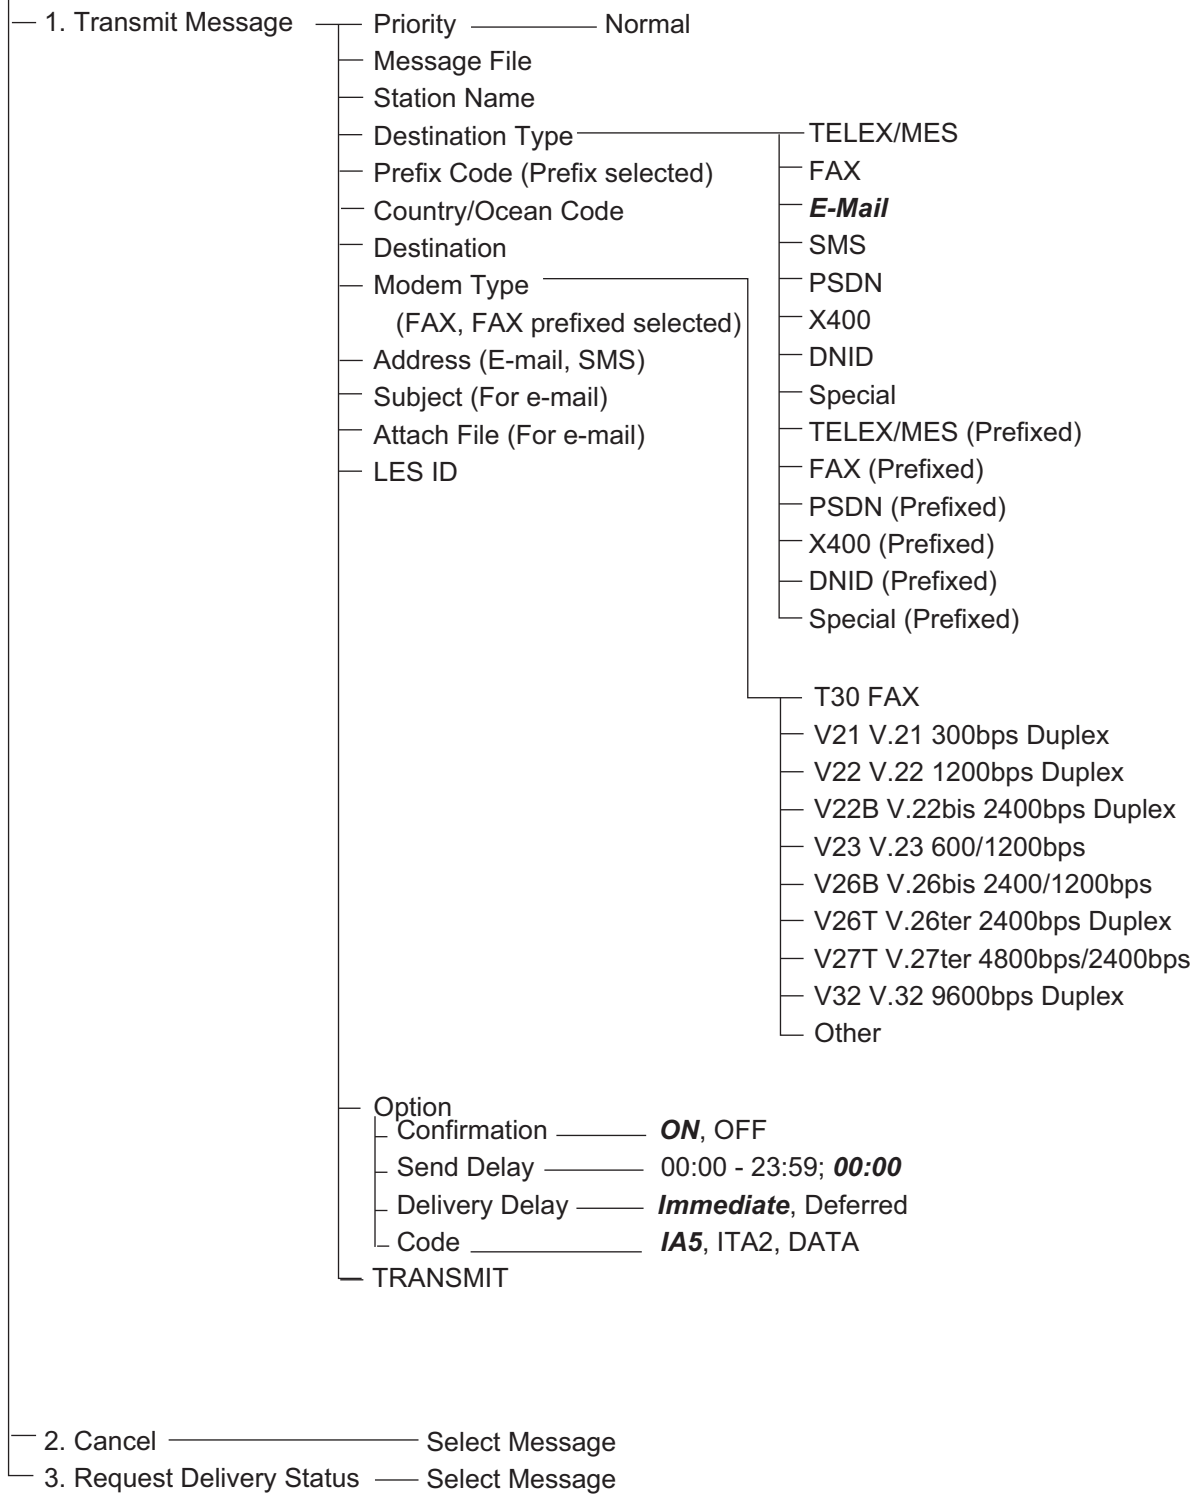 1. Transmit Message
Priority Normal
Message File
Station Name
Destination Type
Prefix Code (Prefix selected)
Country/Ocean Code
Destination
Modem Type
(FAX, FAX prefixed selected)
Address (E-mail, SMS)
Subject (For e-mail)
Attach File (For e-mail)
LES ID
TELEX/MES
FAX
E-Mail
SMS
PSDN
X400
DNID
Special
TELEX/MES (Prefixed)
FAX (Prefixed)
PSDN (Prefixed)
X400 (Prefixed)
DNID (Prefixed)
Special (Prefixed)
T30 FAX
V21 V.21 300bps Duplex
V22 V.22 1200bps Duplex
V22B V.22bis 2400bps Duplex
V23 V.23 600/1200bps
V26B V.26bis 2400/1200bps
V26T V.26ter 2400bps Duplex
V27T V.27ter 4800bps/2400bps
V32 V.32 9600bps Duplex
Other
Option
Confirmation ON, OFF
Send Delay 00:00 - 23:59; 00:00
Delivery Delay Immediate, Deferred
Code IA5, ITA2, DATA
TRANSMIT
2. Cancel Select Message
3. Request Delivery Status Select Message